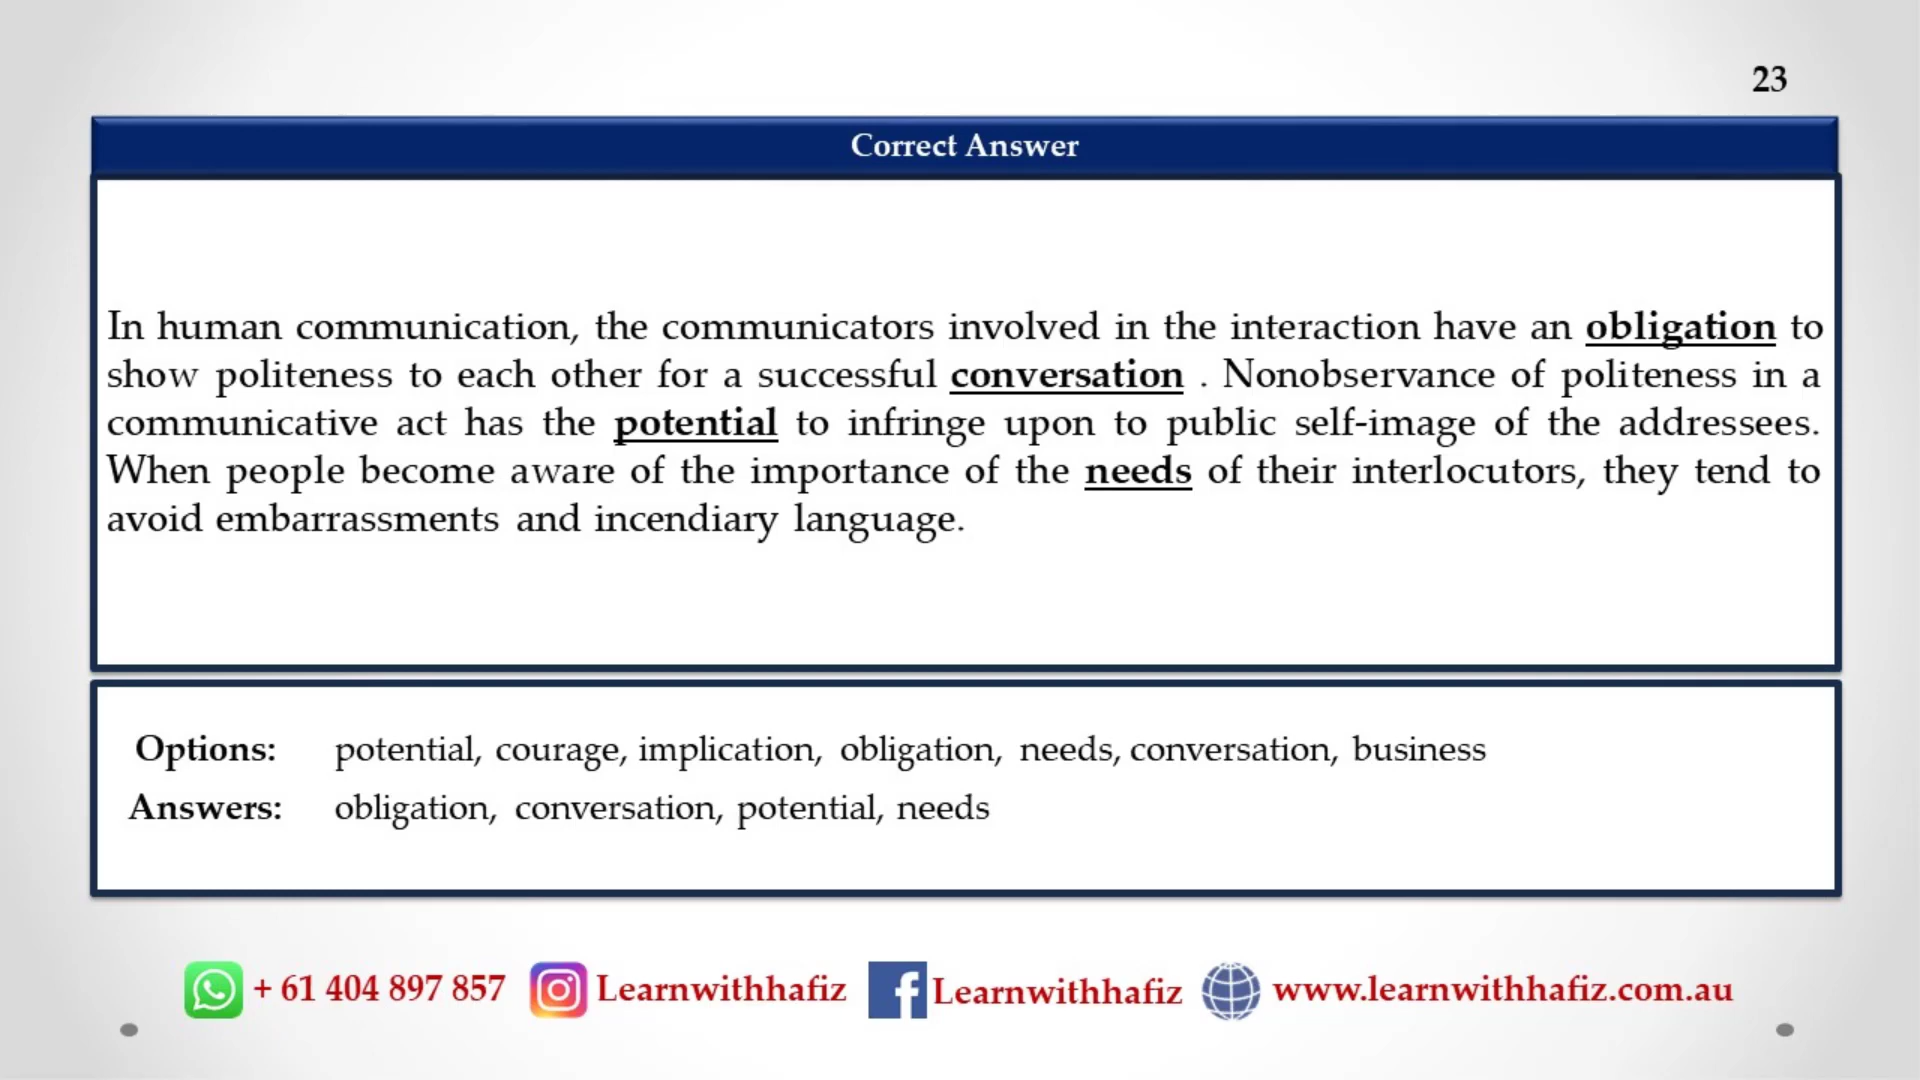 23
Correct Answer
In human communication, the communicators involved in the interaction have an obligation to
show politeness to each other for a successful conversation . Nonobservance of politeness in a
communicative act has the potential to infringe upon to public self-image of the addressees.
When people become aware of the importance of the needs of their interlocutors, they tend to
avoid embarrassments and incendiary language.
Options: potential, courage, implication, obligation, needs, conversation, business
Answers: obligation, conversation, potential, needs
+ 61 404 897 857 Learnwithhafiz Learnwithhafiz www.learnwithhafiz.com.au